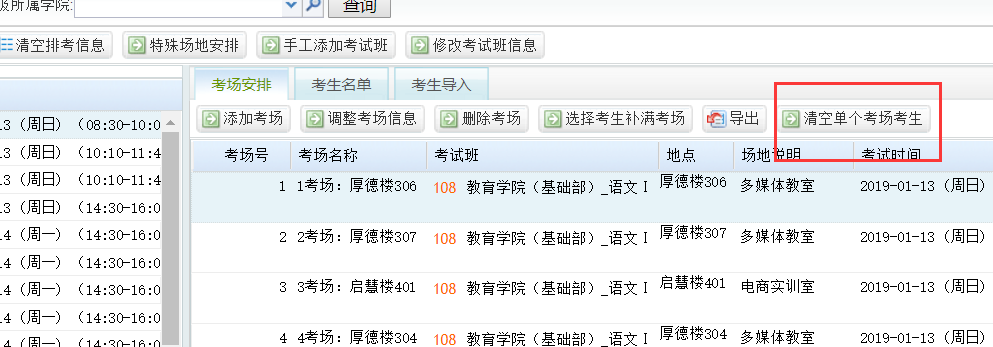 级所属学院: 查询
清空排考信息 特殊场地安排 手工添加考试班 修改考试班信息
考场安排 考生名单 考生导入
添加考场 调整考场信息 删除考场 选择考生补满考场 导出 清空单个考场考生
考场号 考场名称 考试班 地点 场地说明 考试时间
13 (周日) (08:30-10:0
13 (周日) (10:10-11:4
13 (周日) (10:10-11:4
13 (周日) (14:30-16:0
14 (周一) (14:30-16:0
14 (周一) (14:30-16:0
14 (周一) (14:30-16:0
14 (周一) (14:30-16:0
14 (周一) (14:30-16:0
1 1考场：厚德楼306 108 教育学院（基础部）_语文Ⅰ 厚德楼306 多媒体教室 2019-01-13 (周日)
2 2考场：厚德楼307 108 教育学院（基础部）_语文Ⅰ 厚德楼307 多媒体教室 2019-01-13 (周日)
3 3考场：启慧楼401 108 教育学院（基础部）_语文Ⅰ 启慧楼401 电商实训室 2019-01-13 (周日)
4 4考场：厚德楼304 108 教育学院（基础部）_语文Ⅰ 厚德楼304 多媒体教室 2019-01-13 (周日)